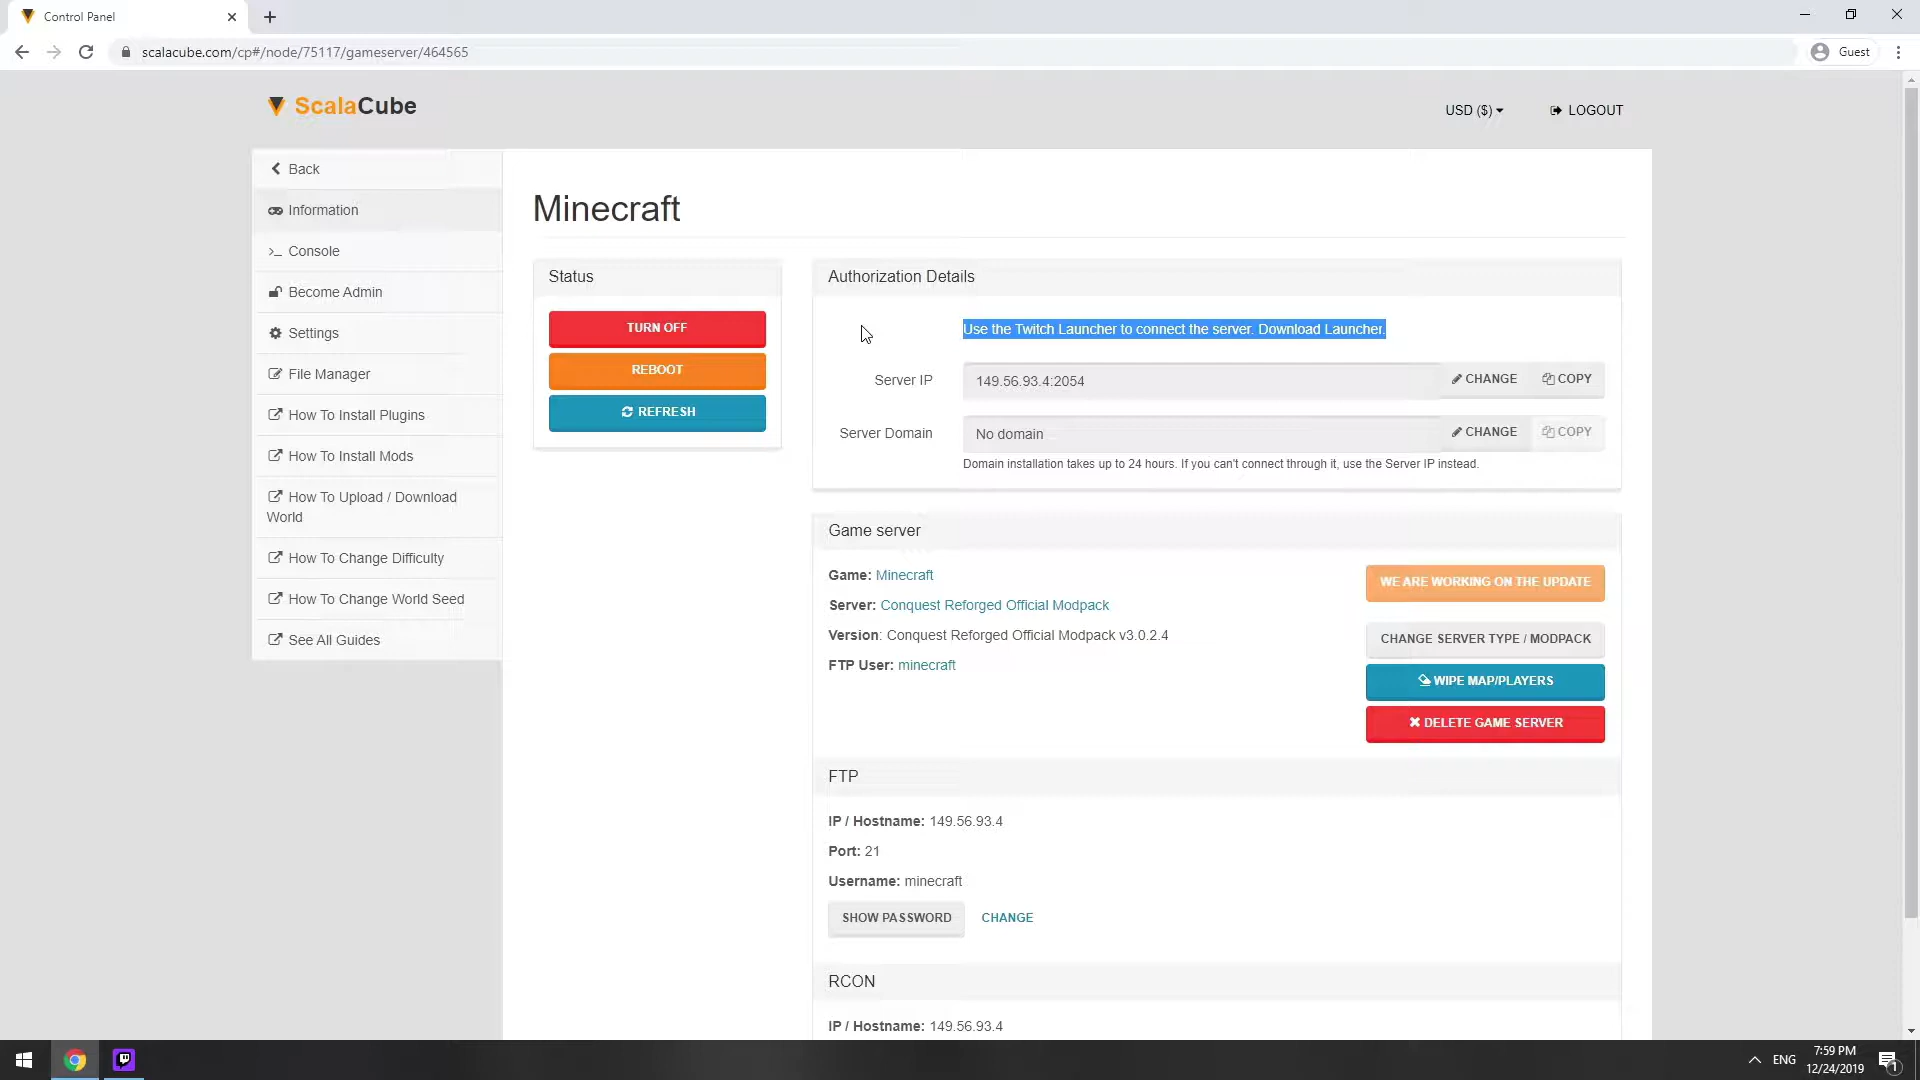 Control Panel
scalacube.com/cp#/node/75117/gameserver/464565
Guest
ScalaCube
USD ($)
LOGOUT
Back
Information
Console
Become Admin
Settings
File Manager
How To Install Plugins
How To Install Mods
How To Upload / Download
World
How To Change Difficulty
How To Change World Seed
See All Guides
Minecraft
Status
TURN OFF
REBOOT
REFRESH
Authorization Details
Use the Twitch Launcher to connect the server. Download Launcher.
Server IP
149.56.93.4:2054
CHANGE
COPY
Server Domain
No domain
CHANGE
COPY
Domain installation takes up to 24 hours. If you can't connect through it, use the Server IP instead.
Game server
Game: Minecraft
Server: Conquest Reforged Official Modpack
Version: Conquest Reforged Official Modpack v3.0.2.4
FTP User: minecraft
WE ARE WORKING ON THE UPDATE
CHANGE SERVER TYPE / MODPACK
WIPE MAP/PLAYERS
DELETE GAME SERVER
FTP
IP / Hostname: 149.56.93.4
Port: 21
Username: minecraft
SHOW PASSWORD
CHANGE
RCON
IP / Hostname: 149.56.93.4
ENG
7:59 PM
12/24/2019
1